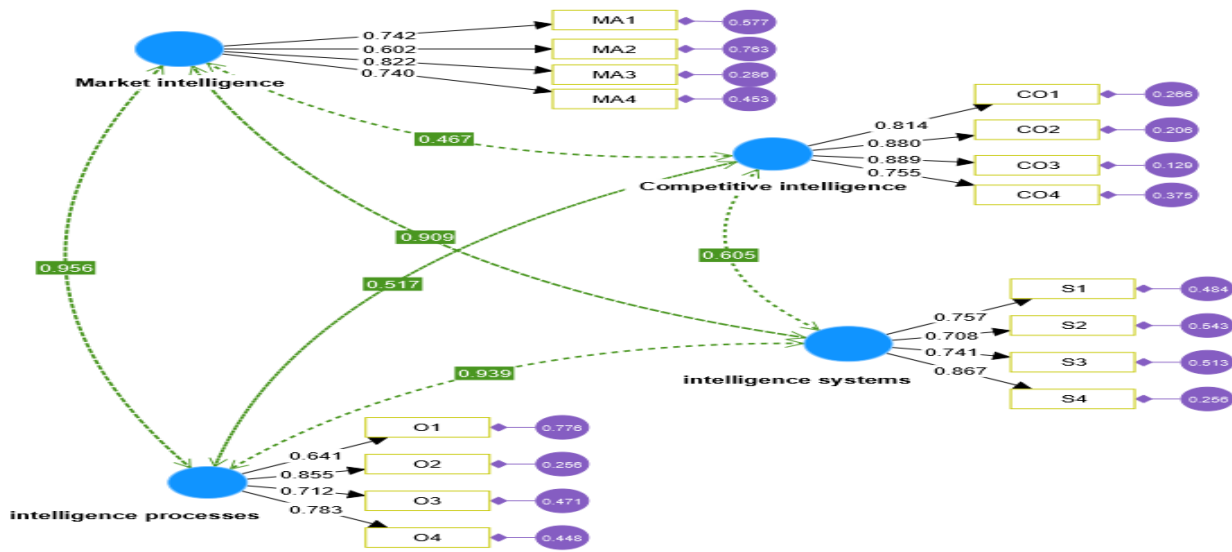 MA1
0.577
0.742
MA2
0.763
0.602
MA3
0.286
0.822
MA4
0.453
0.740
Market intelligence
CO1
0.266
0.814
CO2
0.206
0.880
CO3
0.129
0.889
CO4
0.375
0.755
Competitive intelligence
0.467
0.909
0.605
0.956
0.517
S1
0.484
0.757
S2
0.543
0.708
S3
0.513
0.741
S4
0.256
0.867
intelligence systems
0.939
O1
0.776
0.641
O2
0.256
0.855
O3
0.471
0.712
O4
0.448
0.783
intelligence processes